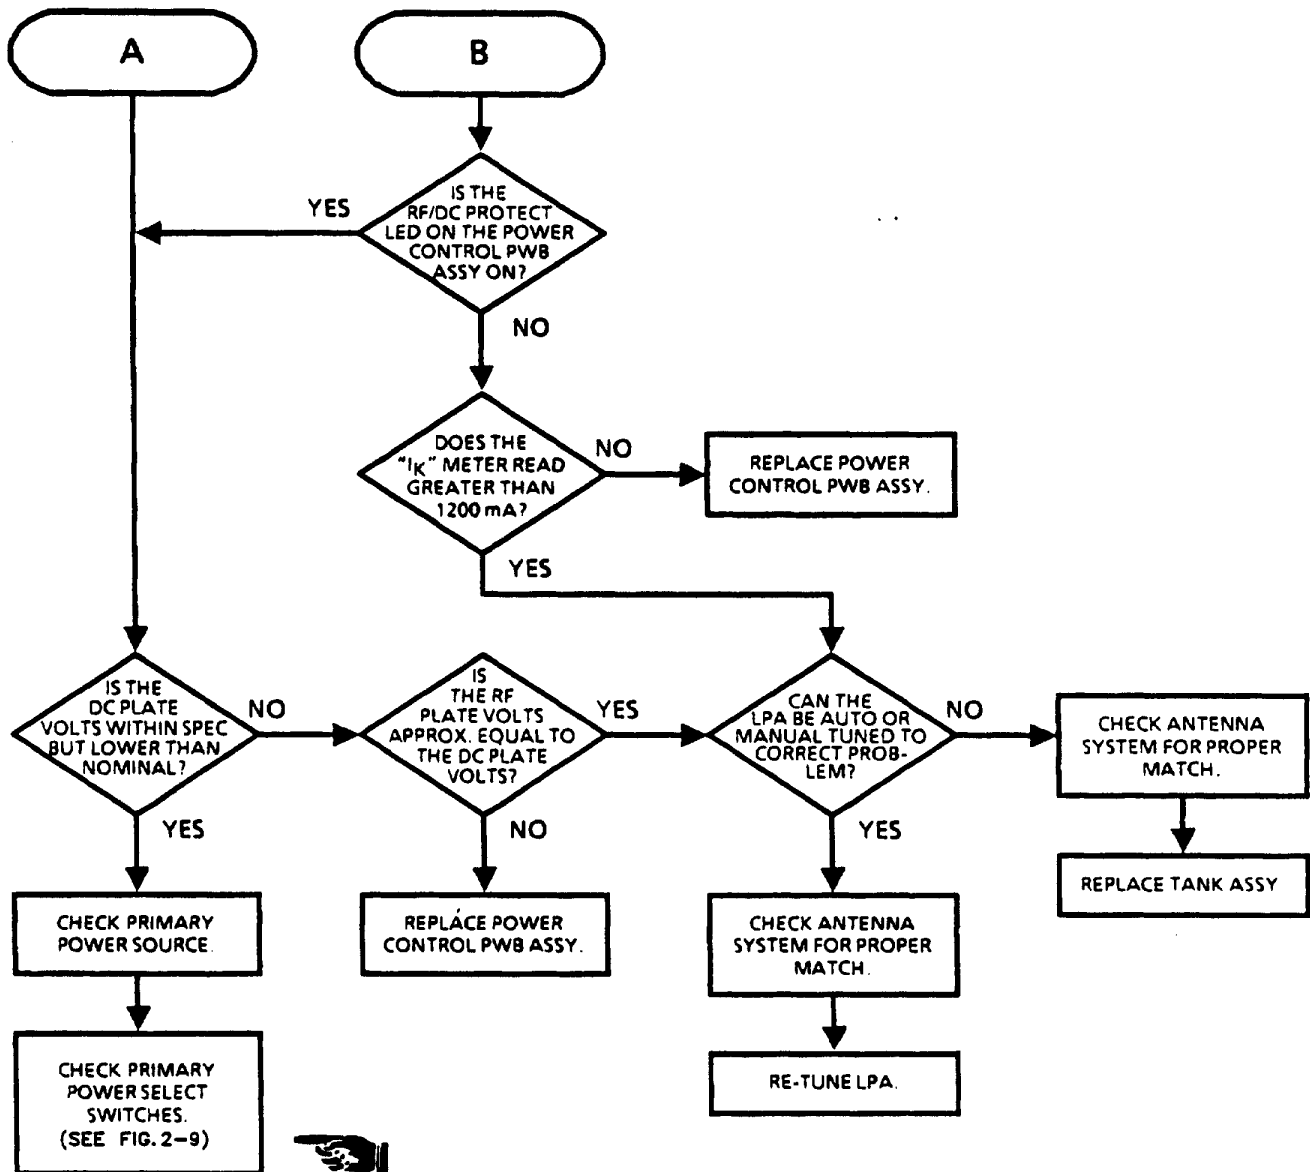 A
B
IS THE
RF/DC PROTECT
LED ON THE POWER
CONTROL PWB
ASSY ON?
YES
NO
DOES THE
"IK" METER READ
GREATER THAN
1200 mA?
NO
REPLACE POWER
CONTROL PWB ASSY.
YES
IS THE
DC PLATE
VOLTS WITHIN SPEC
BUT LOWER THAN
NOMINAL?
NO
YES
IS
THE RF
PLATE VOLTS
APPROX. EQUAL TO
THE DC PLATE
VOLTS?
YES
NO
CAN THE
LPA BE AUTO OR
MANUAL TUNED TO
CORRECT PROB-
LEM?
NO
YES
CHECK ANTENNA
SYSTEM FOR PROPER
MATCH.
REPLACE TANK ASSY
CHECK PRIMARY
POWER SOURCE.
REPLACE POWER
CONTROL PWB ASSY.
CHECK ANTENNA
SYSTEM FOR PROPER
MATCH.
CHECK PRIMARY
POWER SELECT
SWITCHES.
(SEE FIG. 2-9)
RE-TUNE LPA.